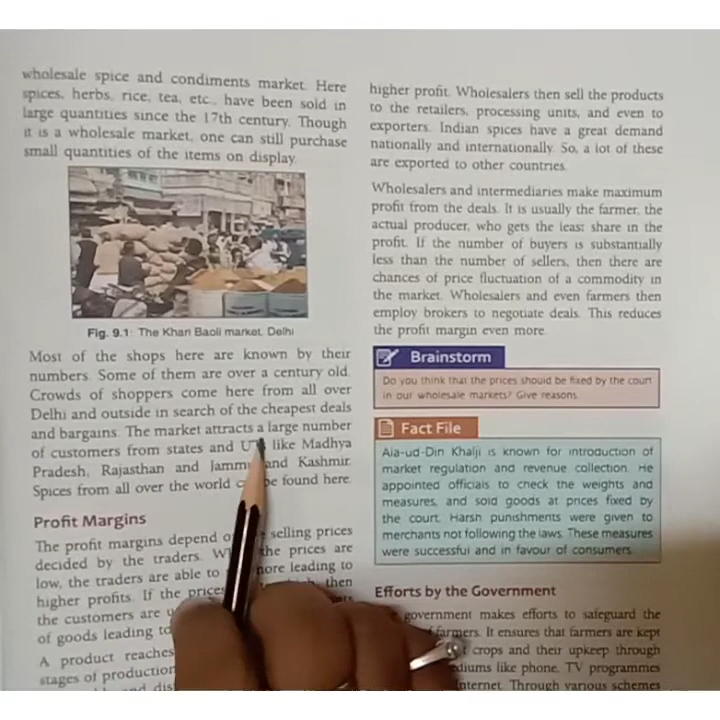 wholesale spice and condiments market. Here
spices, herbs, rice, tea, etc., have been sold in
large quantities since the 17th century. Though
it is a wholesale market, one can still purchase
small quantities of the items on display.
Fig. 9.1: The Khari Baoli market, Delhi
Most of the shops here are known by their
numbers. Some of them are over a century old.
Crowds of shoppers come here from all over
Delhi and outside in search of the cheapest deals
and bargains. The market attracts a large number
of customers from states and like Madhya
Pradesh, Rajasthan and Jammu and Kashmir.
Spices from all over the world be found here.
Profit Margins
The profit margins depend selling prices
decided by the traders. the prices are
low, the traders are able to more leading to
higher profits. If the prices then
the customers are
of goods leading to
A product reaches
stages of production
higher profit. Wholesalers then sell the products
to the retailers, processing units, and even to
exporters. Indian spices have a great demand
nationally and internationally. So, a lot of these
are exported to other countries.
Wholesalers and intermediaries make maximum
profit from the deals. It is usually the farmer, the
actual producer, who gets the least share in the
profit. If the number of buyers is substantially
less than the number of sellers, then there are
chances of price fluctuation of a commodity in
the market. Wholesalers and even farmers then
employ brokers to negotiate deals. This reduces
the profit margin even more.
Brainstorm
Do you think that the prices should be fixed by the court
in our wholesale markets? Give reasons.
Fact File
Ala-ud-Din Khalji is known for introduction of
market regulation and revenue collection. He
appointed officials to check the weights and
measures, and sold goods at prices fixed by
the court. Harsh punishments were given to
merchants not following the laws. These measures
were successful and in favour of consumers.
Efforts by the Government
government makes efforts to safeguard the
farmers. It ensures that farmers are kept
crops and their upkeep through
mediums like phone, TV programmes
Internet. Through various schemes